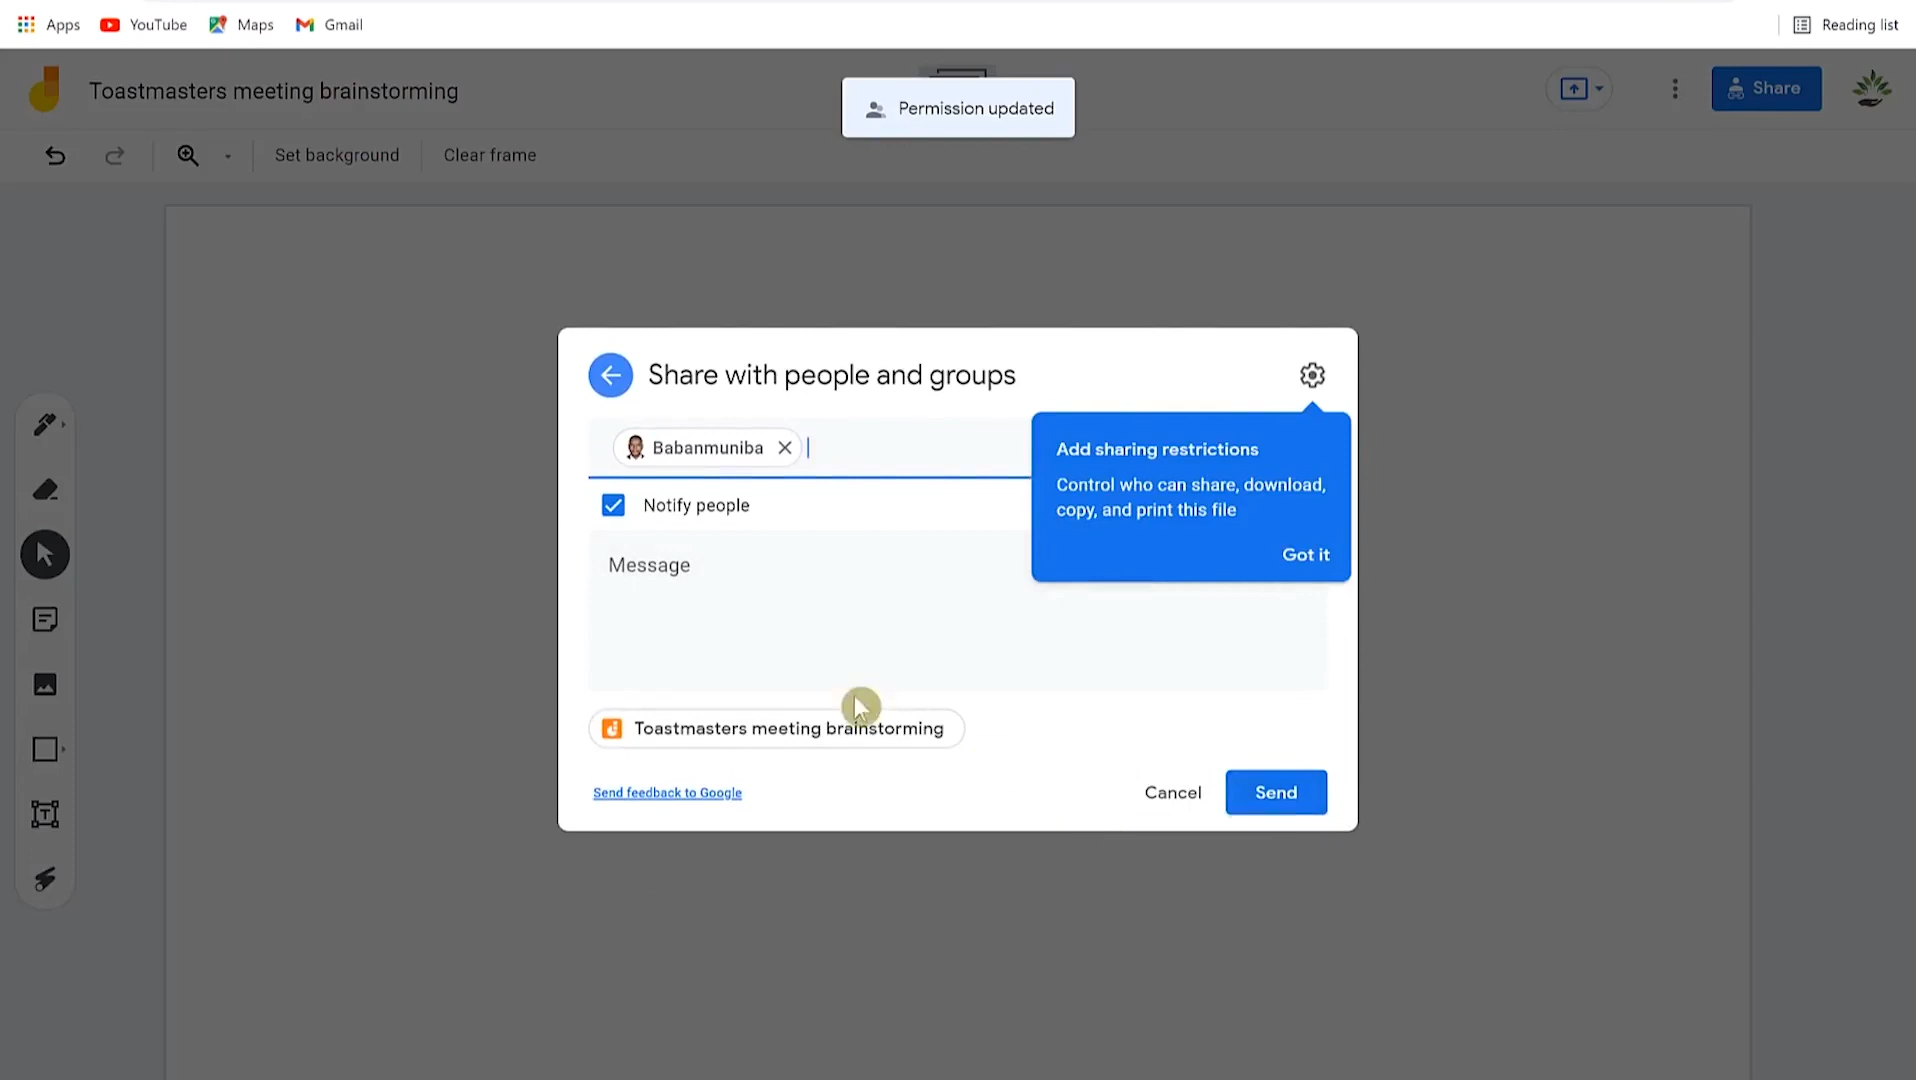 Apps YouTube Maps Gmail Reading list
Toastmasters meeting brainstorming
Permission updated
Share
Set background Clear frame
Share with people and groups
Babanmuniba
Add sharing restrictions
Control who can share, download,
copy, and print this file
Got it
Notify people
Message
Toastmasters meeting brainstorming
Send feedback to Google Cancel Send